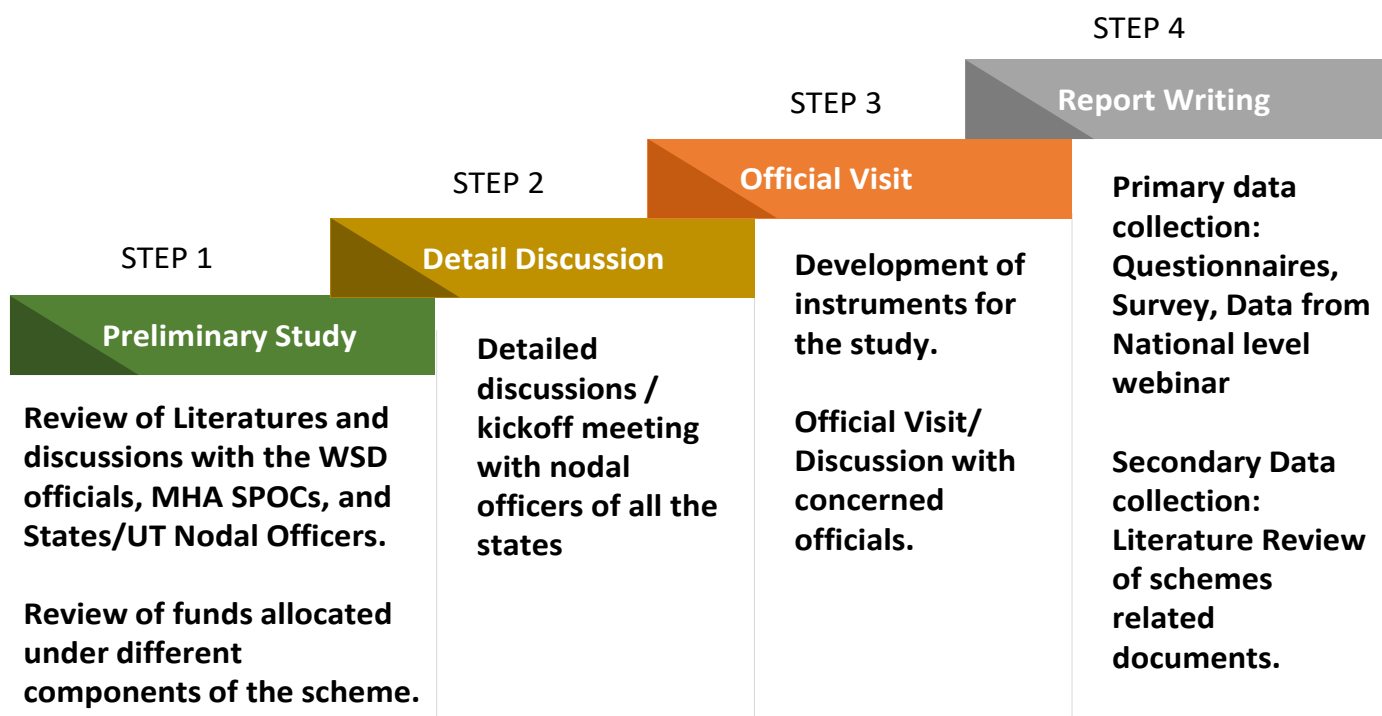 STEP 1
Preliminary Study
Review of Literatures and
discussions with the WSD
officials, MHA SPOCs, and
States/UT Nodal Officers.
Review of funds allocated
under different
components of the scheme.
STEP 2
Detail Discussion
Detailed
discussions /
kickoff meeting
with nodal
officers of all the
states
STEP 3
Official Visit
Development of
instruments for
the study.
Official Visit/
Discussion with
concerned
officials.
STEP 4
Report Writing
Primary data
collection:
Questionnaires,
Survey, Data from
National level
webinar
Secondary Data
collection:
Literature Review
of schemes
related
documents.